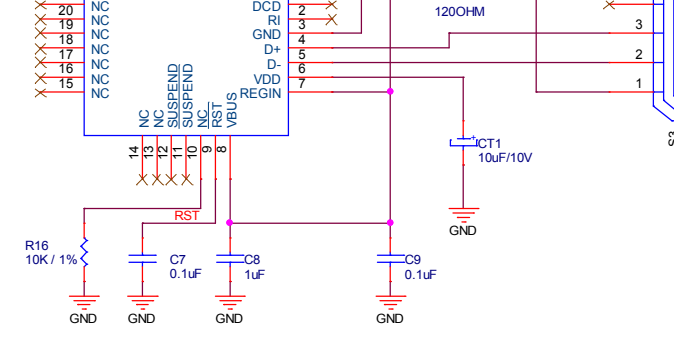 NC
DCD
20
2
NC
RI
19
3
120OHM
NC
GND
3
18
4
NC
D+
17
5
2
NC
D-
16
6
NC
VDD
15
7
1
NC
REGIN
NC
NC
SUSPEND
SUSPEND
NC
RST
VBUS
14
13
12
11
10
9
8
CT1
10uF/10V
RST
GND
R16
10K / 1%
C7
0.1uF
C8
1uF
C9
0.1uF
GND
GND
GND
GND